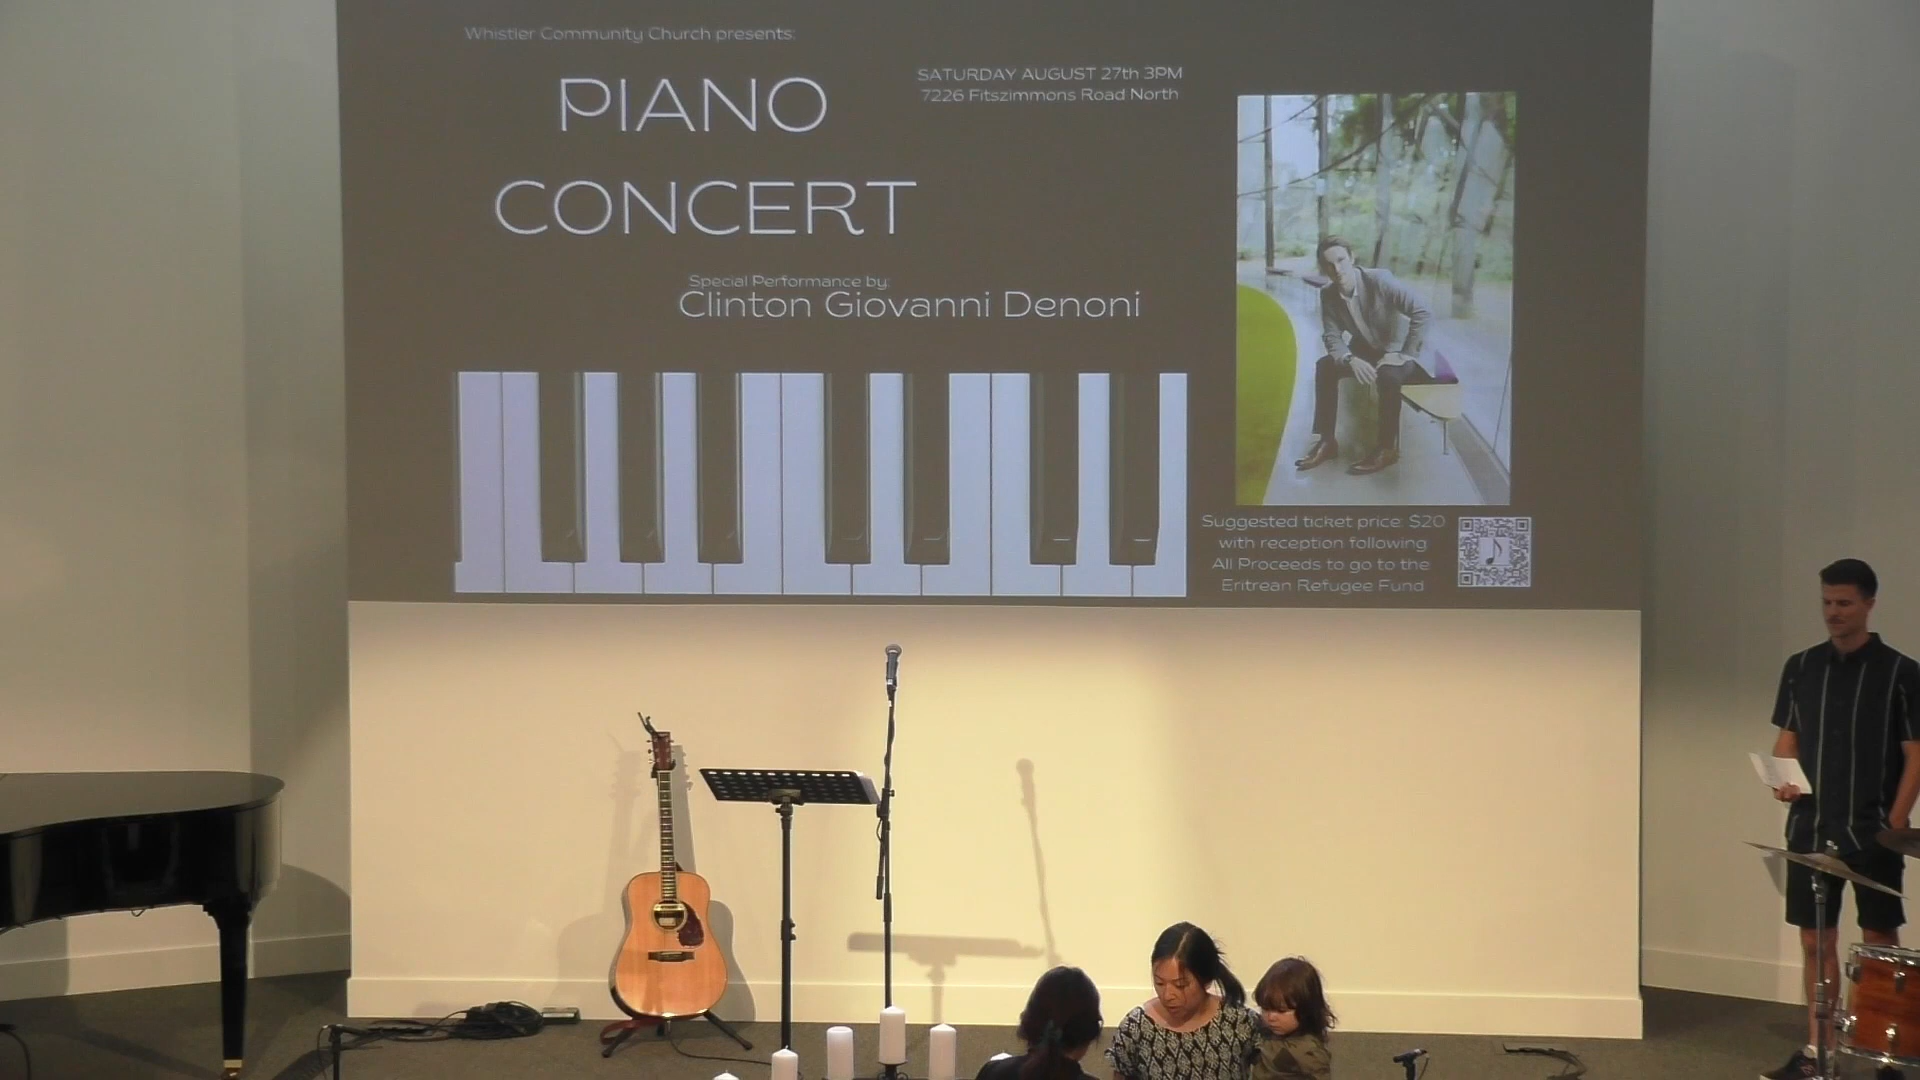 Whistler Community Church presents:
PIANO
CONCERT
SATURDAY AUGUST 27th 3PM
7226 Fitszimmons Road North
Special Performance by:
Clinton Giovanni Denoni
Suggested ticket price: $20
with reception following
All Proceeds to go to the
Eritrean Refugee Fund